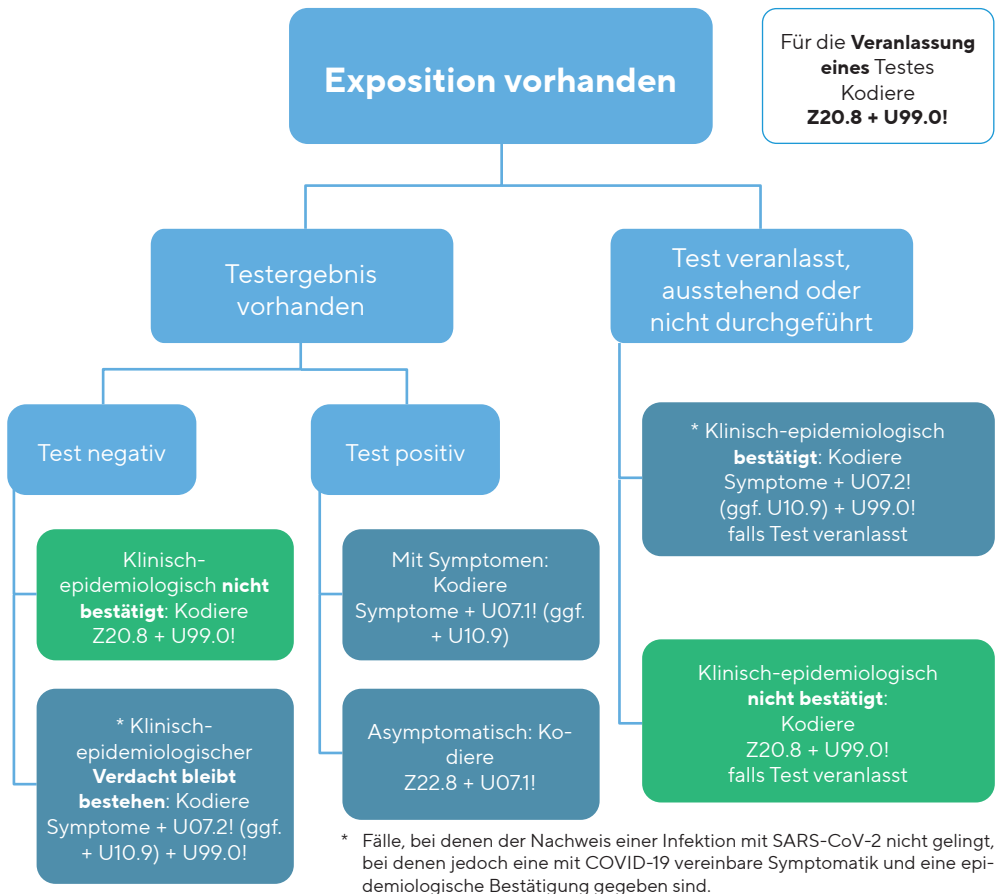 Exposition vorhanden
Für die Veranlassung
eines Testes
Kodiere
Z20.8 + U99.0!
Testergebnis
vorhanden
Test veranlasst,
ausstehend oder
nicht durchgeführt
Test negativ
Test positiv
Klinisch-
epidemiologisch nicht
bestätigt: Kodiere
Z20.8 + U99.0!
* Klinisch-
epidemiologischer
Verdacht bleibt
bestehen: Kodiere
Symptome + U07.2! (ggf.
+ U10.9) + U99.0!
Mit Symptomen:
Kodiere
Symptome + U07.1! (ggf.
+ U10.9)
Asymptomatisch: Ko-
diere
Z22.8 + U07.1!
* Klinisch-epidemiologisch
bestätigt: Kodiere
Symptome + U07.2!
(ggf. U10.9) + U99.0!
falls Test veranlasst
Klinisch-epidemiologisch
nicht bestätigt:
Kodiere
Z20.8 + U99.0!
falls Test veranlasst
* Fälle, bei denen der Nachweis einer Infektion mit SARS-CoV-2 nicht gelingt,
bei denen jedoch eine mit COVID-19 vereinbare Symptomatik und eine epi-
demiologische Bestätigung gegeben sind.